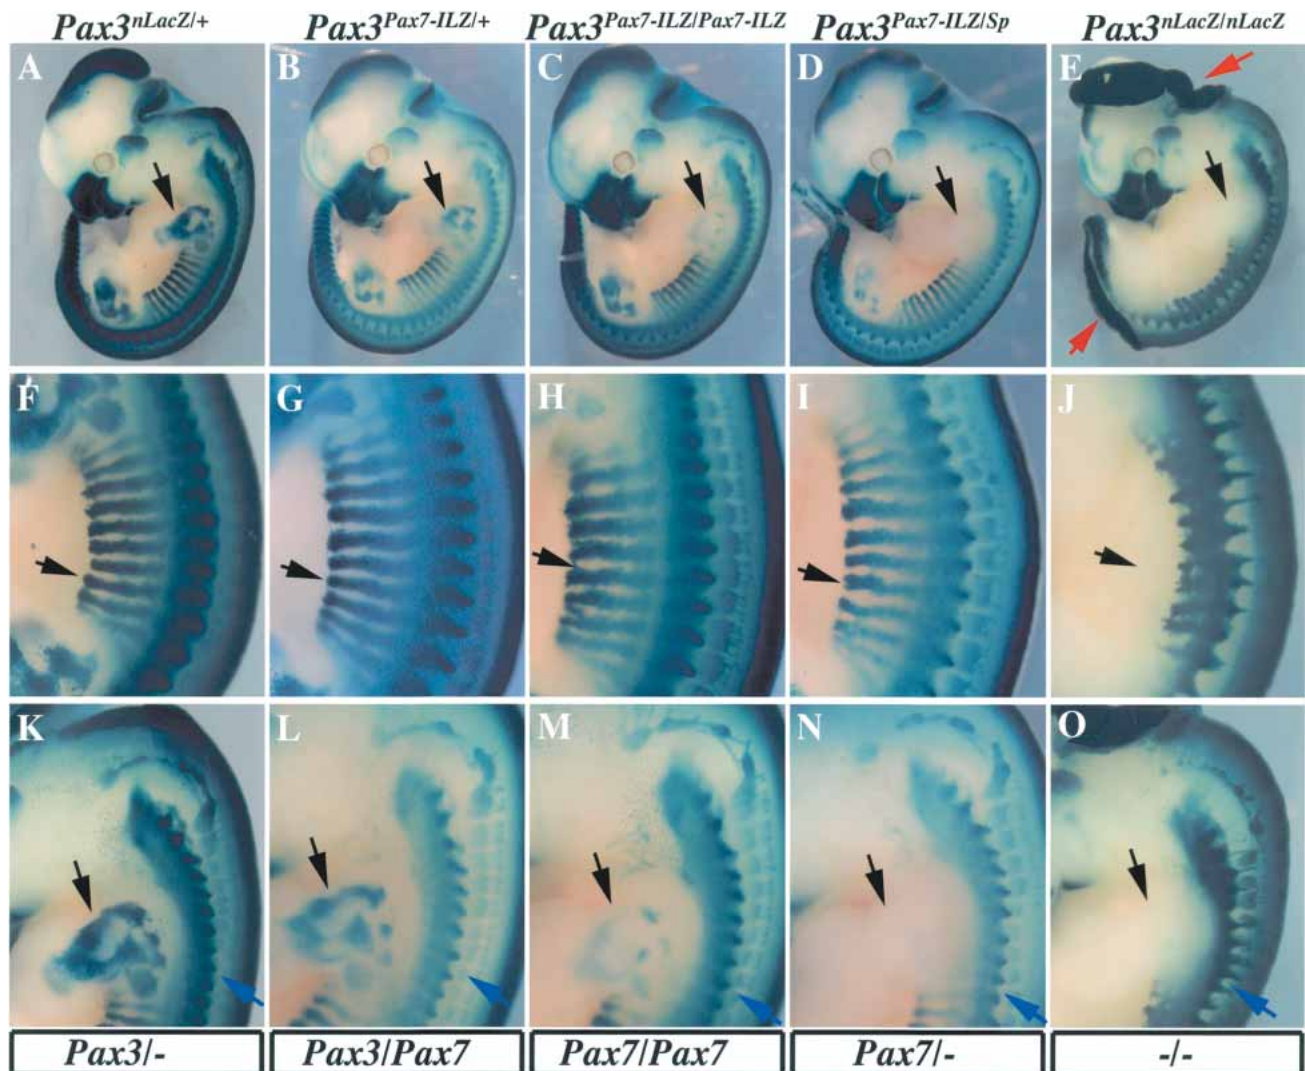 Pax3nLacZ/+ Pax3Pax7-ILZ/+ Pax3Pax7-ILZ/Pax7-ILZ Pax3Pax7-ILZ/Sp Pax3nLacZ/nLacZ
A B C D E
F G H I J
K L M N O
Pax3/- Pax3/Pax7 Pax7/Pax7 Pax7/- -/-